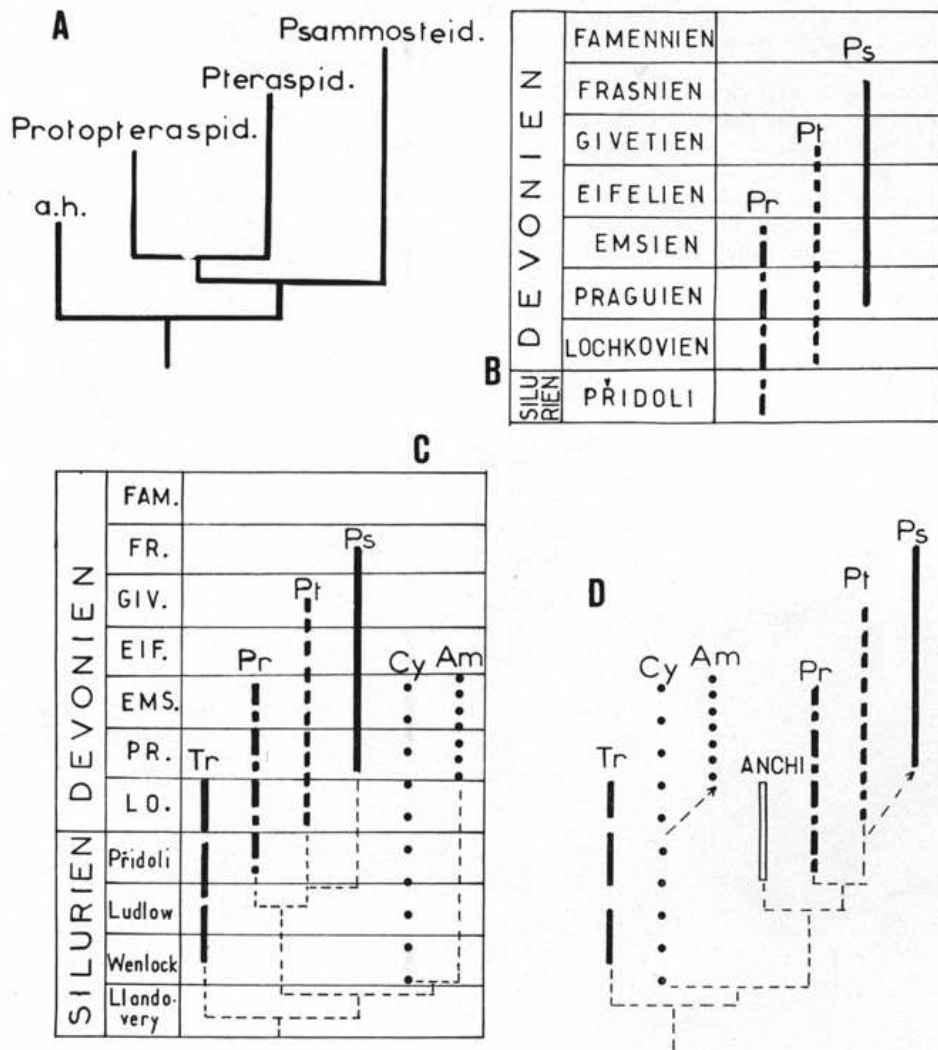 A
Psammosteid.
Pteraspid.
Protopteraspid.
a.h.
B
DEVONIEN
SILU
RIEN
FAMENNIEN
FRASNIEN
GIVETIEN
EIFELIEN
EMSIEN
PRAGUIEN
LOCHKOVIEN
PŘIDOLI
Ps
Pt
Pr
C
DEVONIEN
SILURIEN
FAM.
FR.
GIV.
EIF.
EMS.
PR.
LO.
Přidoli
Ludlow
Wenlock
Llando-
very
Ps
Pt
Pr
Cy
Am
Tr
D
Ps
Pt
Am
Cy
Pr
Tr
ANCHI